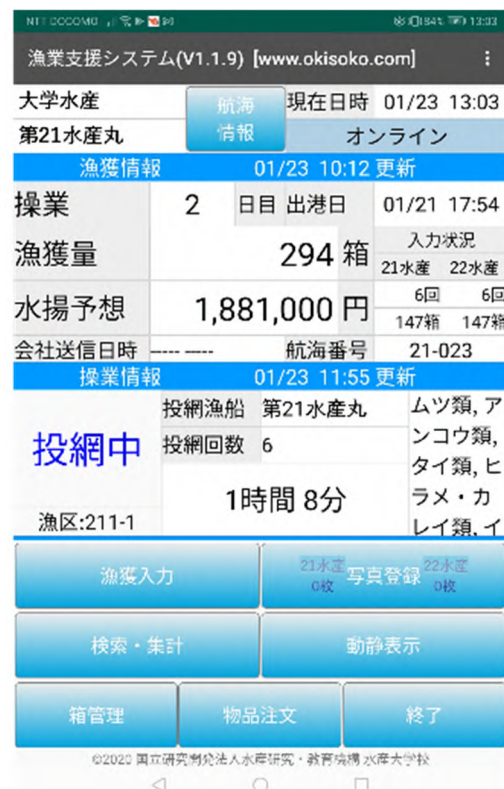 NTT DOCOMO 84% 13:03
漁業支援システム(V1.1.9) [www.okisoko.com]
大学水産 航海情報 現在日時 01/23 13:03
第21水産丸 オンライン
漁獲情報 01/23 10:12 更新
操業 2 日目 出港日 01/21 17:54
漁獲量 294 箱 入力状況
21水産 22水産
水揚予想 1,881,000 円 6回 6回
147箱 147箱
会社送信日時 ----- ----- 航海番号 21-023
操業情報 01/23 11:55 更新
投網中 投網漁船 第21水産丸
投網回数 6
1時間 8分
漁区:211-1
ムツ類, ア
ンコウ類,
タイ類, ヒ
ラメ・カ
レイ類, イ
漁獲入力 21水産 0枚 写真登録 22水産 0枚
検索・集計 動静表示
箱管理 物品注文 終了
©2020 国立研究開発法人水産研究・教育機構 水産大学校